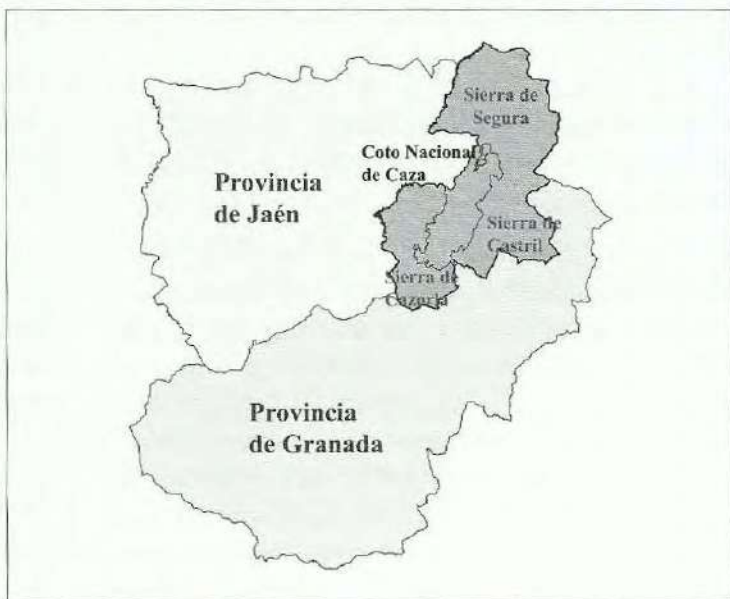 Sierra de
Segura
Coto Nacional
de Caza
Provincia
de Jaén
Sierra de
Castril
Sierra de
Cazorla
Provincia
de Granada